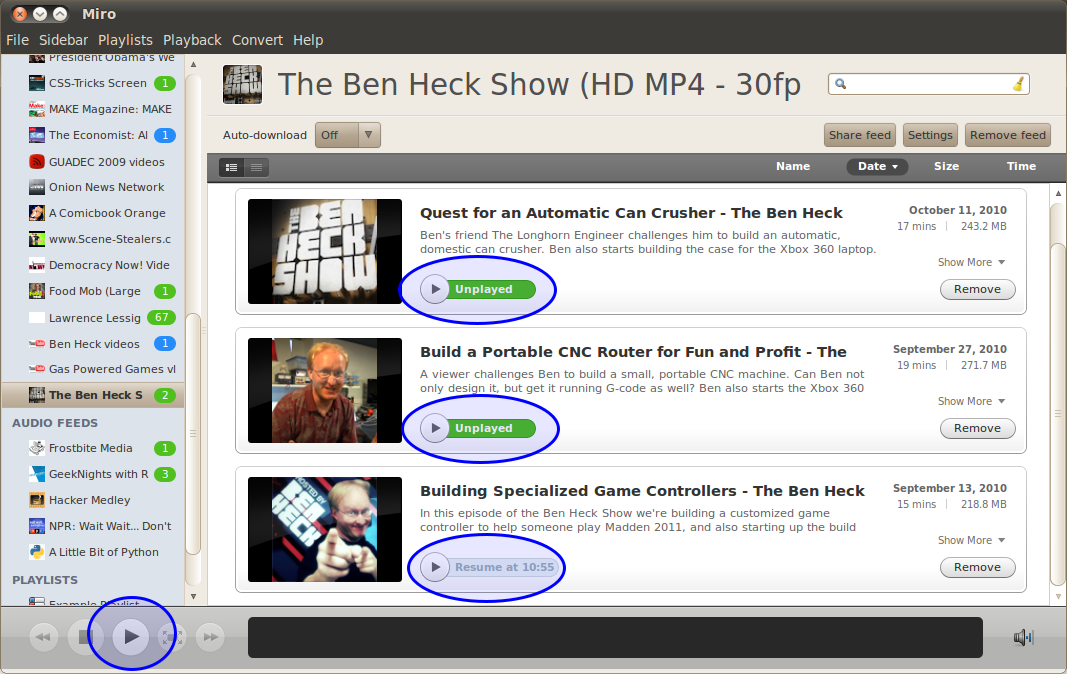 Miro
File Sidebar Playlists Playback Convert Help
President Obama's We
CSS-Tricks Screen 1
MAKE Magazine: MAKE
The Economist: Al 1
GUADEC 2009 videos
Onion News Network
A Comicbook Orange
www.Scene-Stealers.c
Democracy Now! Vide
Food Mob (Large 1
Lawrence Lessig 67
Ben Heck videos 1
Gas Powered Games vi
The Ben Heck S 2
AUDIO FEEDS
Frostbite Media 1
GeekNights with R 3
Hacker Medley
NPR: Wait Wait... Don't
A Little Bit of Python
PLAYLISTS
Example Playlist
The Ben Heck Show (HD MP4 - 30fp
Auto-download Off
Share feed Settings Remove feed
Name Date Size Time
THE BEN HECK SHOW
Quest for an Automatic Can Crusher - The Ben Heck
October 11, 2010
Ben's friend The Longhorn Engineer challenges him to build an automatic,
17 mins 243.2 MB
domestic can crusher. Ben also starts building the case for the Xbox 360 laptop.
Show More
Unplayed
Remove
Build a Portable CNC Router for Fun and Profit - The
September 27, 2010
A viewer challenges Ben to build a small, portable CNC machine. Can Ben not
19 mins 271.7 MB
only design it, but get it running G-code as well? Ben also starts the Xbox 360
Show More
Unplayed
Remove
HOSTED BY
BEN
HECK
Building Specialized Game Controllers - The Ben Heck
September 13, 2010
In this episode of the Ben Heck Show we're building a customized game
15 mins 218.8 MB
controller to help someone play Madden 2011, and also starting up the build
Show More
Resume at 10:55
Remove